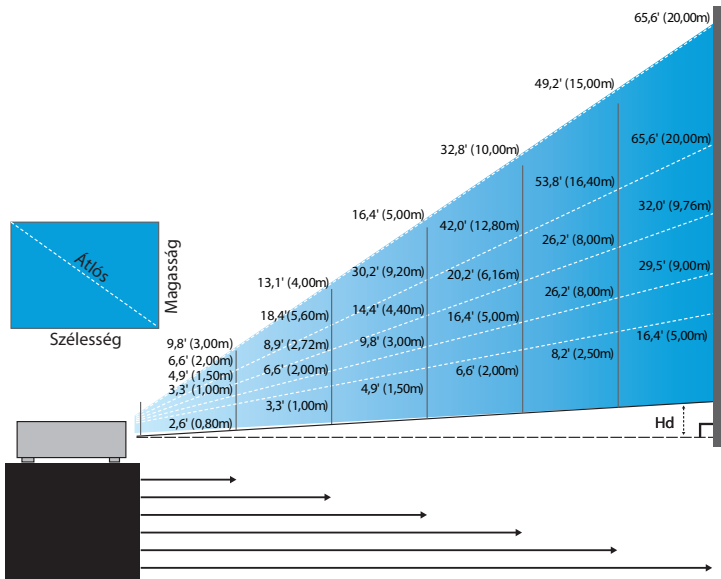 65,6' (20,00m)
49,2' (15,00m)
32,8' (10,00m)
16,4' (5,00m)
13,1' (4,00m)
9,8' (3,00m)
65,6' (20,00m)
53,8' (16,40m)
42,0' (12,80m)
30,2' (9,20m)
18,4'(5,60m)
6,6' (2,00m)
32,0' (9,76m)
26,2' (8,00m)
20,2' (6,16m)
14,4' (4,40m)
8,9' (2,72m)
4,9' (1,50m)
29,5' (9,00m)
26,2' (8,00m)
16,4' (5,00m)
9,8' (3,00m)
6,6' (2,00m)
3,3' (1,00m)
16,4' (5,00m)
8,2' (2,50m)
6,6' (2,00m)
4,9' (1,50m)
3,3' (1,00m)
2,6' (0,80m)
Átlós
Magasság
Szélesség
Hd